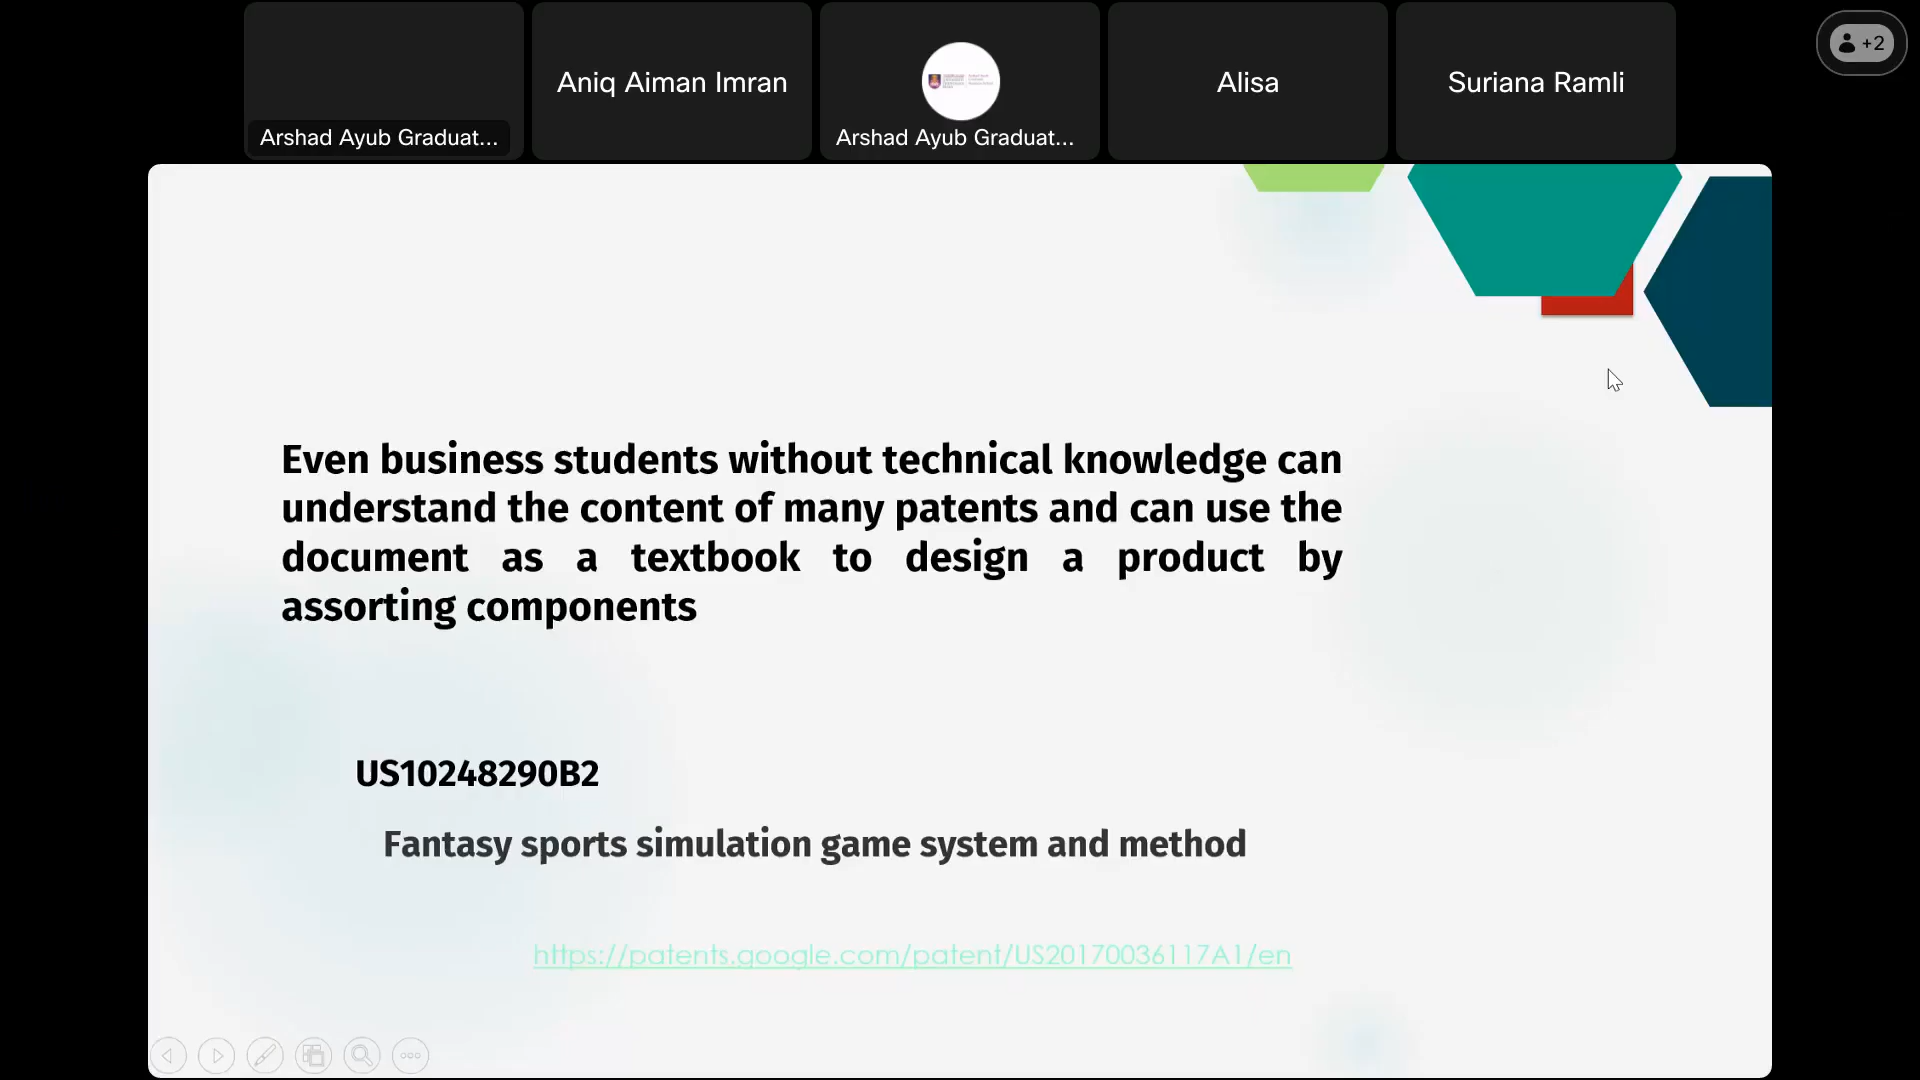 Arshad Ayub Graduat...
Aniq Aiman Imran
Arshad Ayub Graduat...
Alisa
Suriana Ramli
+2
Even business students without technical knowledge can
understand the content of many patents and can use the
document as a textbook to design a product by
assorting components
US10248290B2
Fantasy sports simulation game system and method
https://patents.google.com/patent/US20170036117A1/en